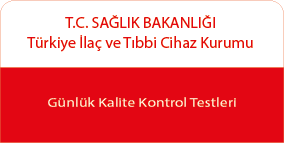 T.C. SAĞLIK BAKANLIĞI
Türkiye İlaç ve Tıbbi Cihaz Kurumu
Günlük Kalite Kontrol Testleri